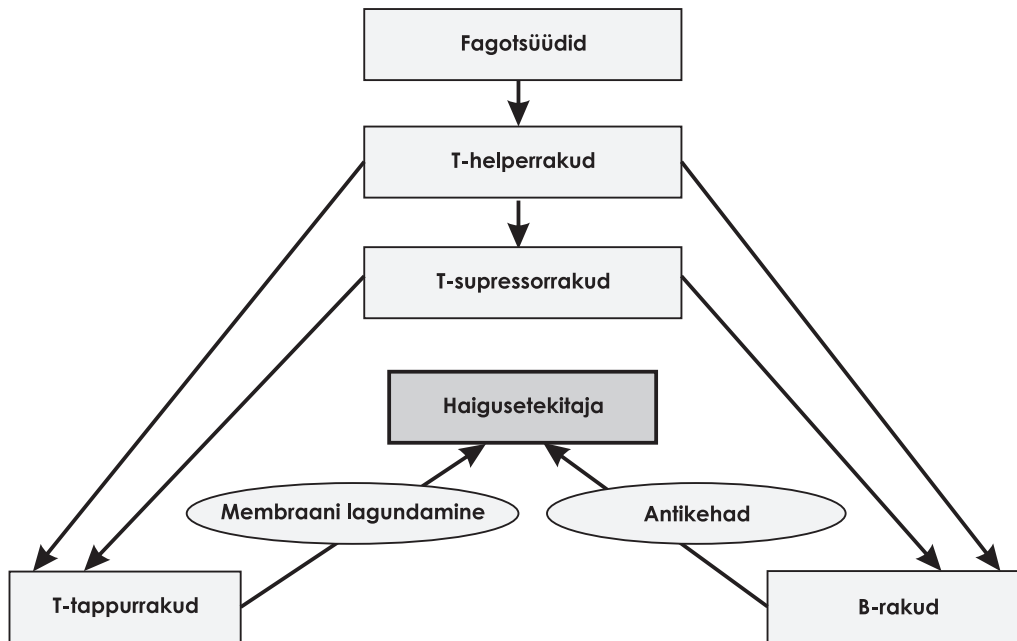 Fagotsüüdid
T-helperrakud
T-supressorrakud
Haigusetekitaja
Membraani lagundamine
Antikehad
T-tappurrakud
B-rakud